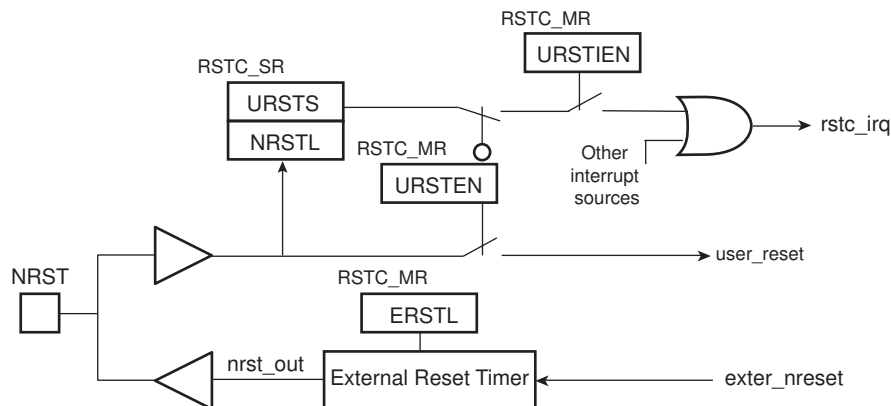 RSTC_MR
URSTIEN
RSTC_SR
URSTS
NRSTL
RSTC_MR
URSTEN
rstc_irq
Other
interrupt
sources
NRST
user_reset
RSTC_MR
ERSTL
nrst_out
External Reset Timer
exter_nreset